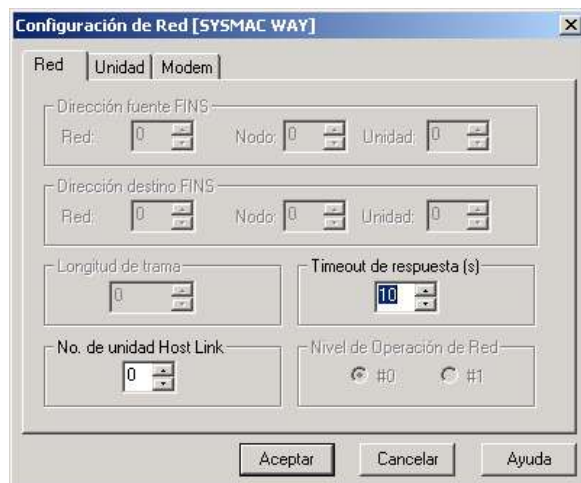 Configuración de Red [SYSMAC WAY]
Red Unidad Modem
Dirección fuente FINS
Red: 0 Nodo: 0 Unidad: 0
Dirección destino FINS
Red: 0 Nodo: 0 Unidad: 0
Longitud de trama Timeout de respuesta (s)
0 10
No. de unidad Host Link Nivel de Operación de Red
0 #0 #1
Aceptar Cancelar Ayuda